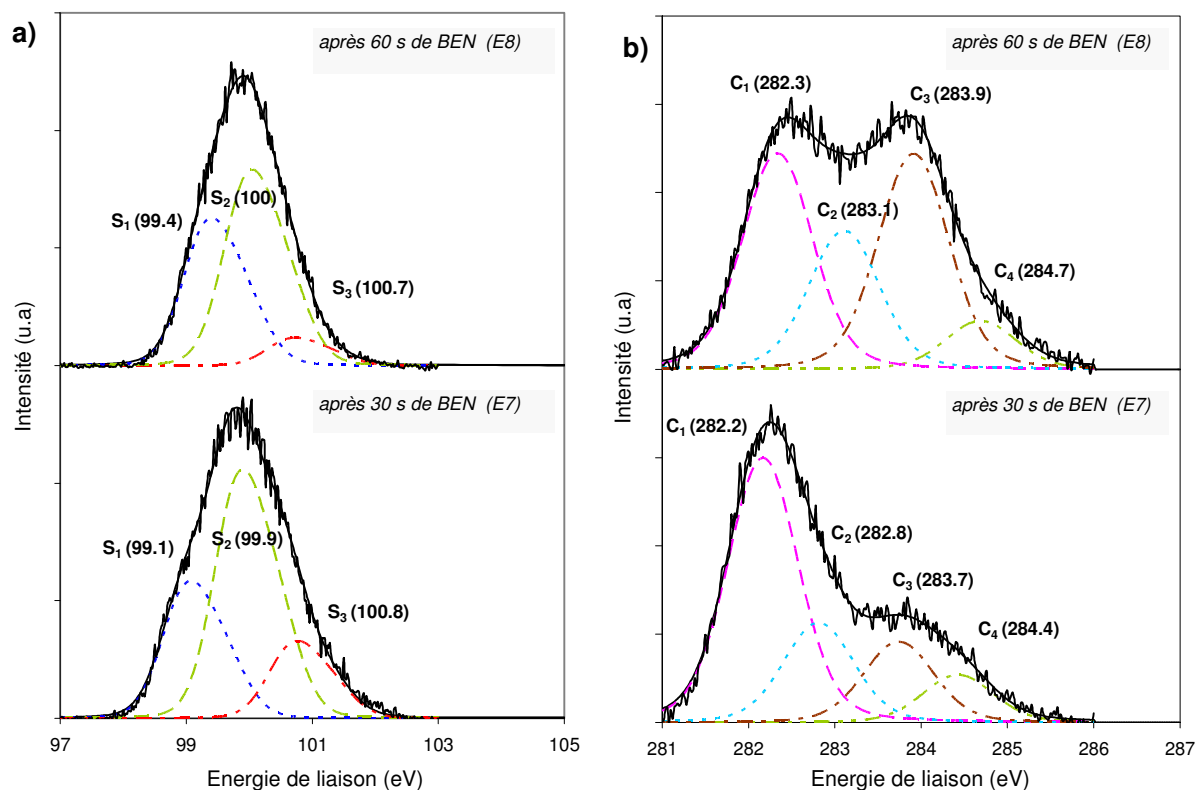 a)
après 60 s de BEN (E8)
S1 (99.4)
S2 (100)
S3 (100.7)
Intensité (u.a)
après 30 s de BEN (E7)
S1 (99.1)
S2 (99.9)
S3 (100.8)
97 99 101 103 105
Energie de liaison (eV)
b)
après 60 s de BEN (E8)
C1 (282.3)
C3 (283.9)
C2 (283.1)
C4 (284.7)
Intensité (u.a)
après 30 s de BEN (E7)
C1 (282.2)
C2 (282.8)
C3 (283.7)
C4 (284.4)
281 282 283 284 285 286 287
Energie de liaison (eV)